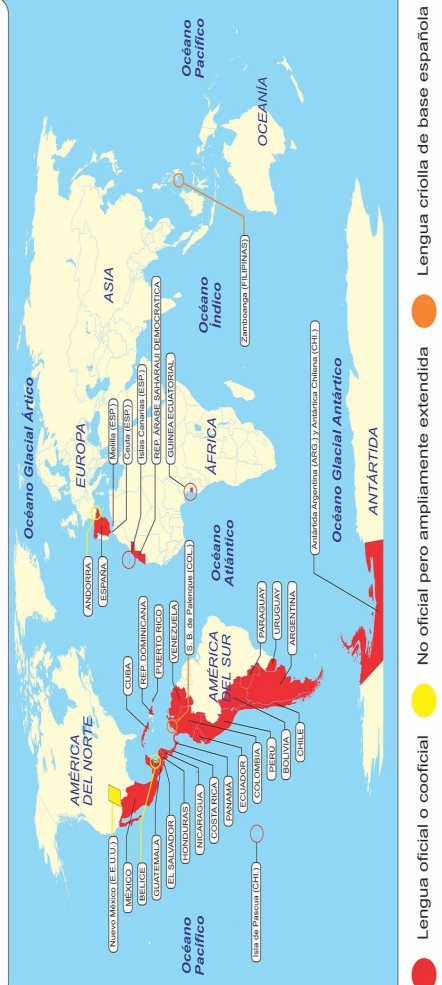 Océano Glacial Ártico
AMÉRICA
DEL NORTE
EUROPA
ASIA
Océano
Pacífico
Nuevo México (E.E.U.U.)
MÉXICO
BELICE
GUATEMALA
EL SALVADOR
HONDURAS
NICARAGUA
COSTA RICA
PANAMÁ
ECUADOR
COLOMBIA
PERÚ
BOLIVIA
CHILE
CUBA
REP. DOMINICANA
PUERTO RICO
VENEZUELA
S. B. de Palenque (COL.)
AMÉRICA
DEL SUR
PARAGUAY
URUGUAY
ARGENTINA
ANDORRA
ESPAÑA
Melilla (ESP.)
Ceuta (ESP.)
Islas Canarias (ESP.)
REP. ÁRABE SAHARAUI DEMOCRATICA
GUINEA ECUATORIAL
ÁFRICA
Océano
Pacífico
Océano
Atlántico
Océano
Índico
OCEANÍA
Zamboanga (FILIPINAS)
Isla de Pascua (CHI.)
Antártida Argentina (ARG.) y Antártica Chilena (CHI.)
Océano Glacial Antártico
ANTÁRTIDA
Lengua oficial o cooficial
No oficial pero ampliamente extendida
Lengua criolla de base española